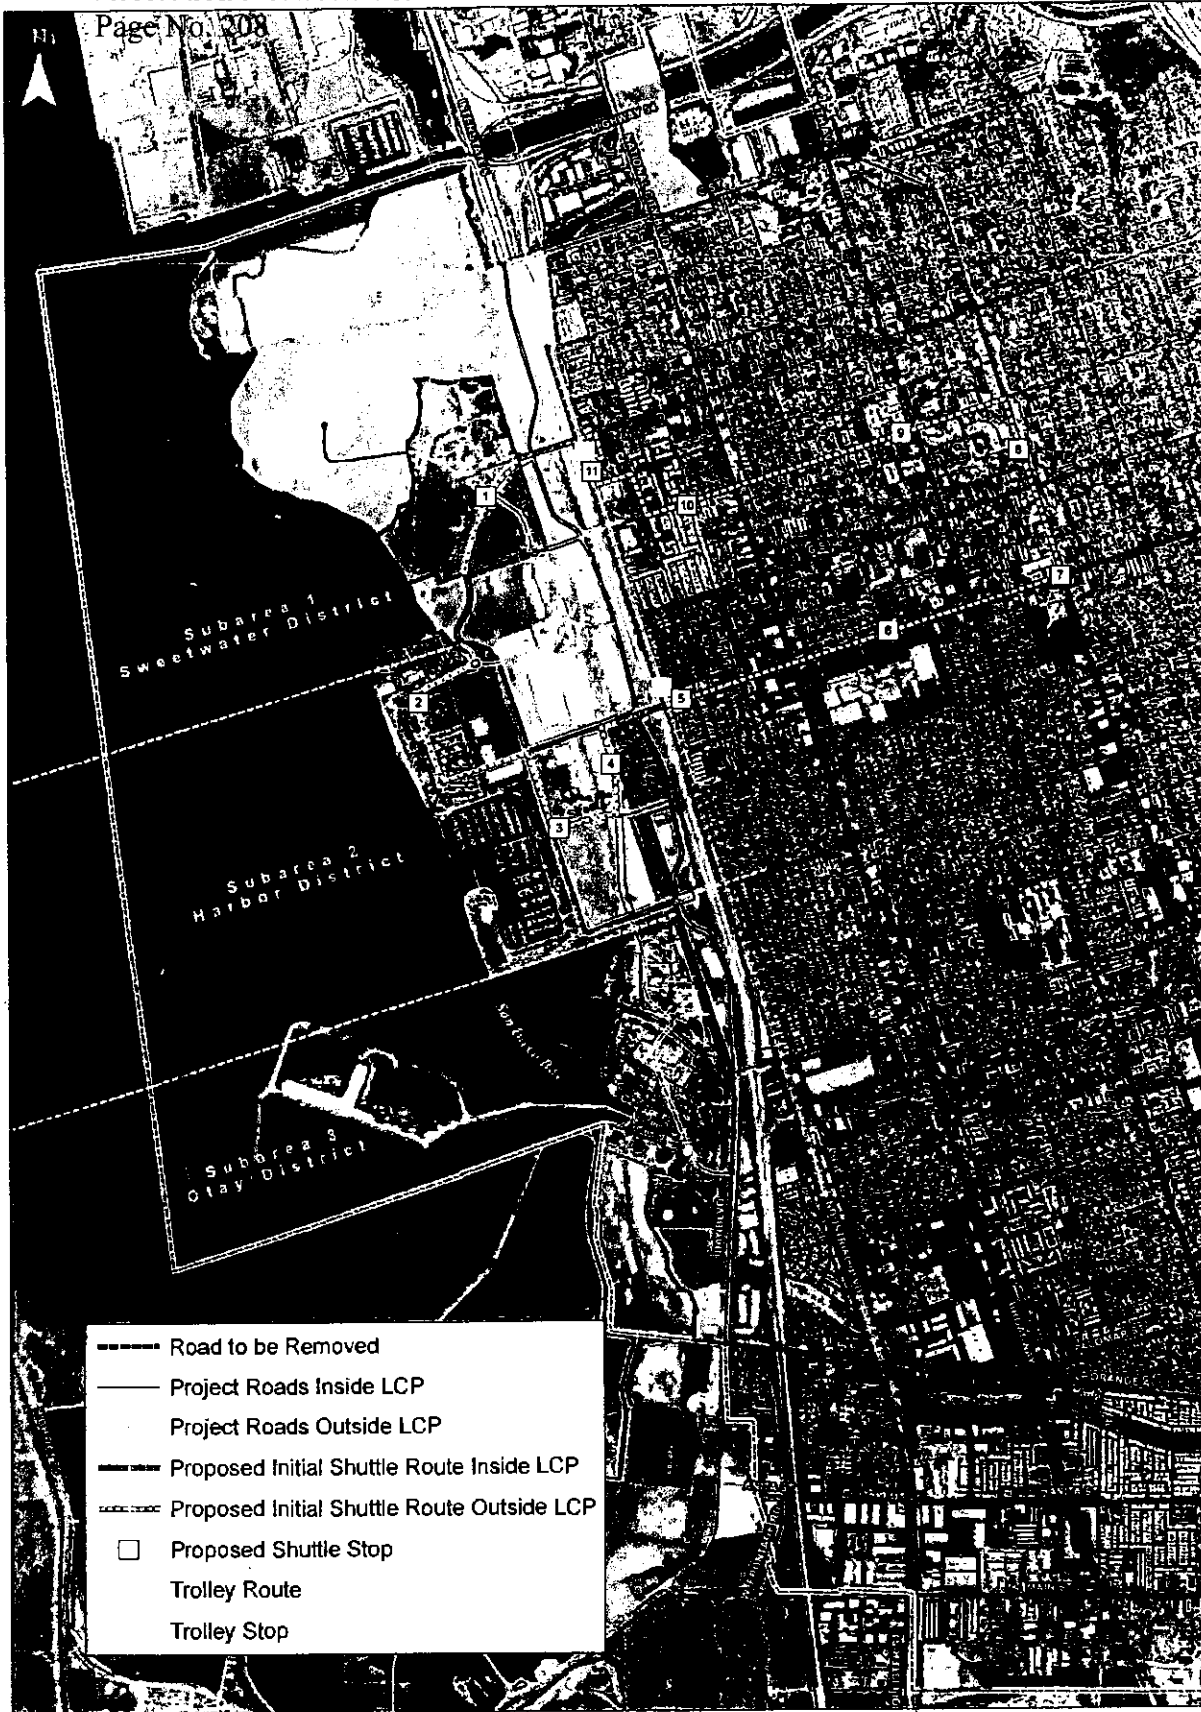 Page No. 208
9
8
11
1
10
7
Subarea 1
Sweetwater District
6
5
2
4
3
Subarea 2
Harbor District
Subarea 3
Otay District
Road to be Removed
Project Roads Inside LCP
Project Roads Outside LCP
Proposed Initial Shuttle Route Inside LCP
Proposed Initial Shuttle Route Outside LCP
Proposed Shuttle Stop
Trolley Route
Trolley Stop